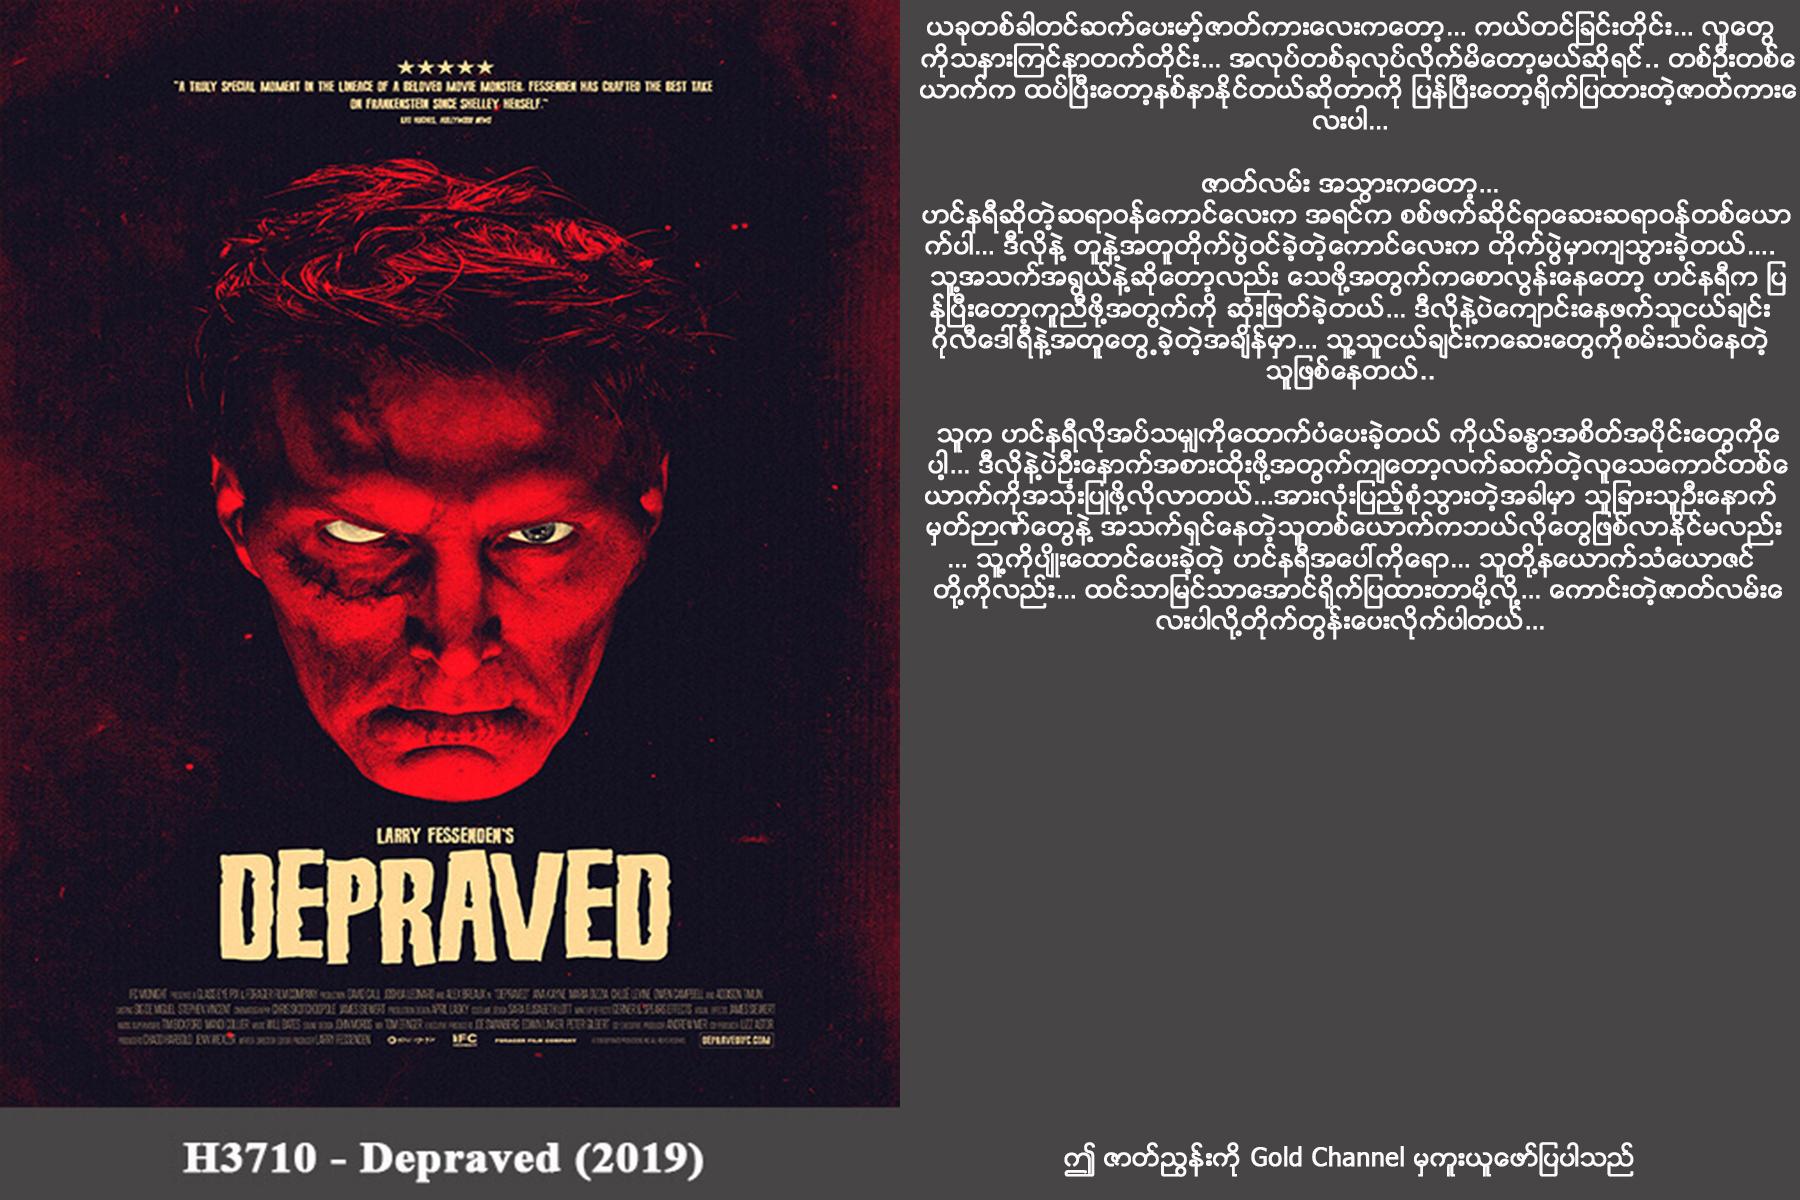 "A TRULY SPECIAL MOMENT IN THE LINEAGE OF A BELOVED MOVIE MONSTER. FESSENDEN HAS CRAFTED THE BEST TAKE
ON FRANKENSTEIN SINCE SHELLEY HERSELF."
LARRY FESSENDEN'S
DEPRAVED
H3710 - Depraved (2019)
ယခုတစ်ခါတင်ဆက်ပေးမာ့်ဇာတ်ကားလေးကတော့... ကယ်တင်ခြင်းတိုင်း... လူတွေ
ကိုသနားကြင်နာတက်တိုင်း... အလုပ်တစ်ခုလုပ်လိုက်မိတော့မယ်ဆိုရင်.. တစ်ဦးတစ်ေ
ယာက်က ထပ်ပြီးတော့နစ်နာနိုင်တယ်ဆိုတာကို ပြန်ပြီးတော့ရိုက်ပြထားတဲ့ဇာတ်ကားေ
လးပါ...
ဇာတ်လမ်း အသွားကတော့...
ဟင်နရီဆိုတဲ့ဆရာဝန်ကောင်လေးက အရင်က စစ်ဖက်ဆိုင်ရာဆေးဆရာဝန်တစ်ယော
က်ပါ... ဒီလိုနဲ့ တူနဲ့အတူတိုက်ပွဲဝင်ခဲ့တဲ့ကောင်လေးက တိုက်ပွဲမှာကျသွားခဲ့တယ်....
သူ့အသက်အရွယ်နဲ့ဆိုတော့လည်း သေဖို့အတွက်ကစောလွန်းနေတော့ ဟင်နရီက ပြ
န်ပြီးတော့ကူညီဖို့အတွက်ကို ဆုံးဖြတ်ခဲ့တယ်... ဒီလိုနဲ့ပဲကျောင်းနေဖက်သူငယ်ချင်း
ဂိုလီဒေါ်ရီနဲ့အတူတွေ့ခဲ့တဲ့အချိန်မှာ... သူ့သူငယ်ချင်းကဆေးတွေကိုစမ်းသပ်နေတဲ့
သူဖြစ်နေတယ်..
သူက ဟင်နရီလိုအပ်သမျှကိုထောက်ပံပေးခဲ့တယ် ကိုယ်ခန္ဓာအစိတ်အပိုင်းတွေကိုေ
ပါ့... ဒီလိုနဲ့ပဲဦးနောက်အစားထိုးဖို့အတွက်ကျတော့လက်ဆက်တဲ့လူသေကောင်တစ်ေ
ယာက်ကိုအသုံးပြုဖို့လိုလာတယ်...အားလုံးပြည့်စုံသွားတဲ့အခါမှာ သူခြားသူဦးနောက်
မှတ်ဉာဏ်တွေနဲ့ အသက်ရှင်နေတဲ့သူတစ်ယောက်ကဘယ်လိုတွေဖြစ်လာနိုင်မလည်း
... သူ့ကိုပျိုးထောင်ပေးခဲ့တဲ့ ဟင်နရီအပေါ်ကိုရော... သူတို့နယောက်သံယောဇင်
တို့ကိုလည်း... ထင်သာမြင်သာအောင်ရိုက်ပြထားတာမို့လို့... ကောင်းတဲ့ဇာတ်လမ်းေ
လးပါလို့တိုက်တွန်းပေးလိုက်ပါတယ်...
ဤ ဇာတ်ညွှန်းကို Gold Channel မှကူးယူဖော်ပြပါသည်